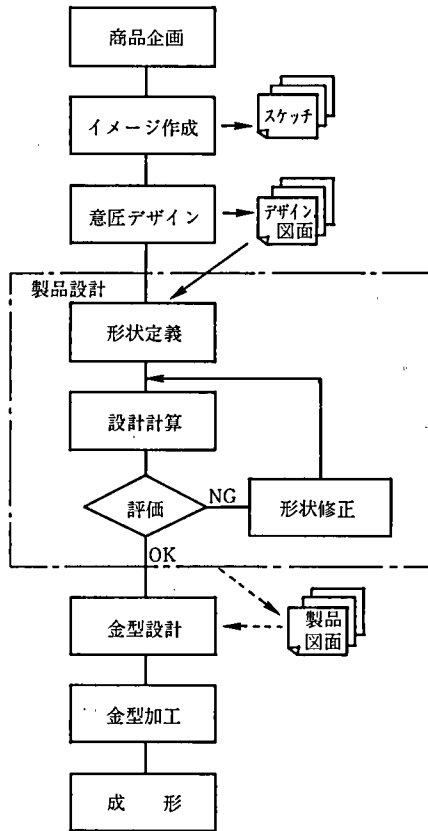 商品企画
イメージ作成
スケッチ
意匠デザイン
デザイン
図面
製品設計
形状定義
設計計算
評価
NG
形状修正
OK
金型設計
製品
図面
金型加工
成　形